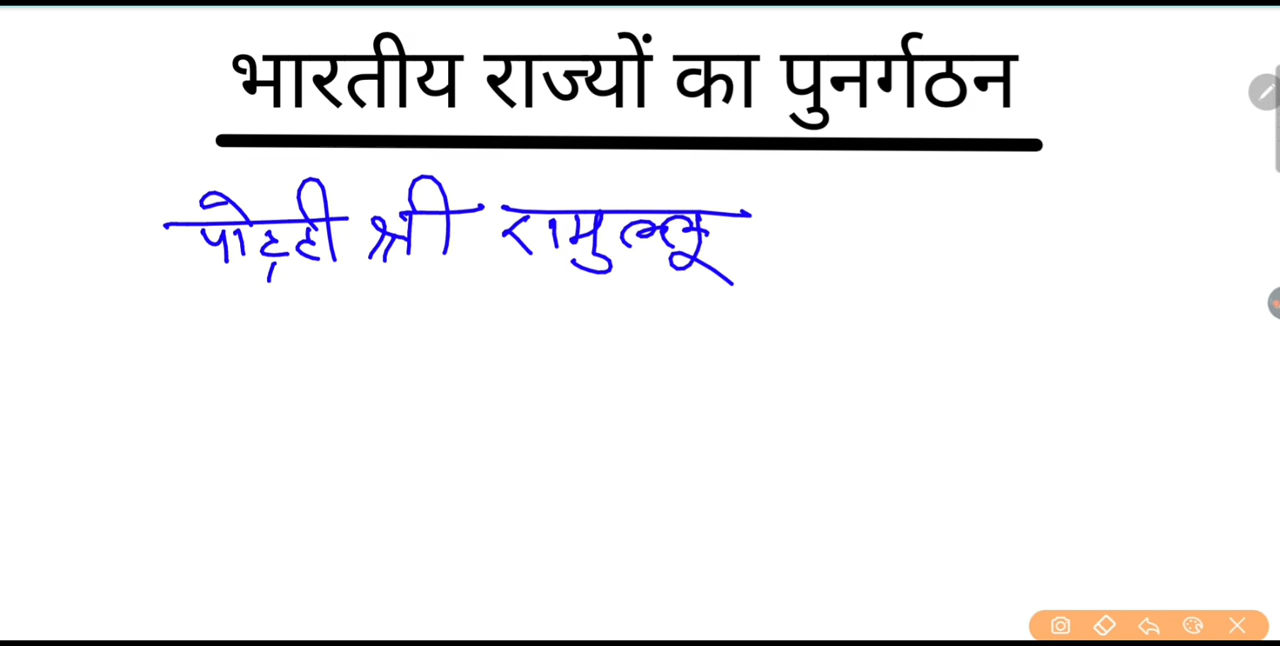 भारतीय राज्यों का पुनर्गठन
पोट्टी श्री रामुल्लू